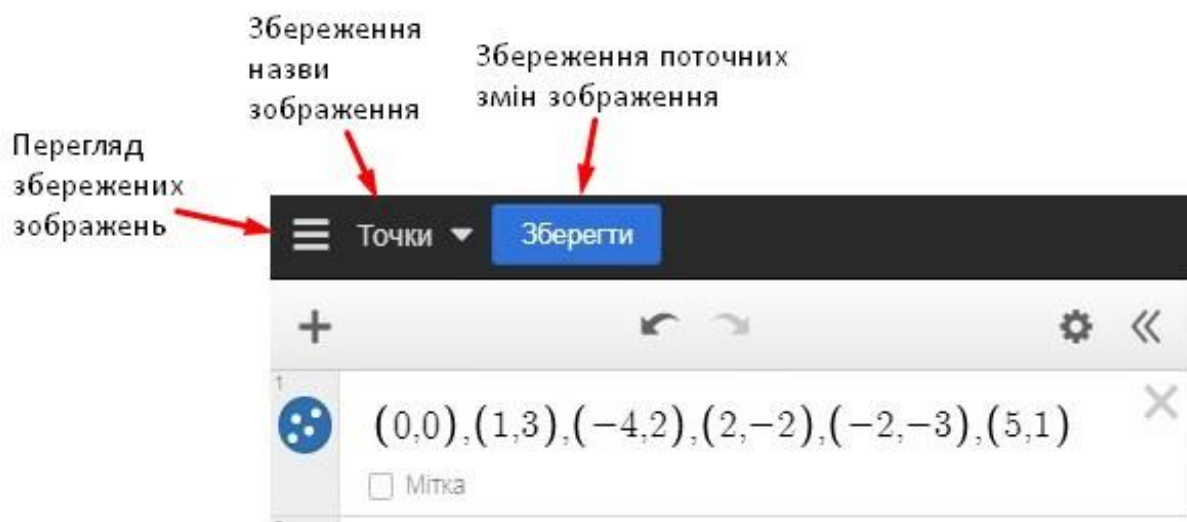 Збереження
назви
зображення
Збереження поточних
змін зображення
Перегляд
збережених
зображень
Точки
Зберегти
1
(0,0),(1,3),(−4,2),(2,−2),(−2,−3),(5,1)
Мітка